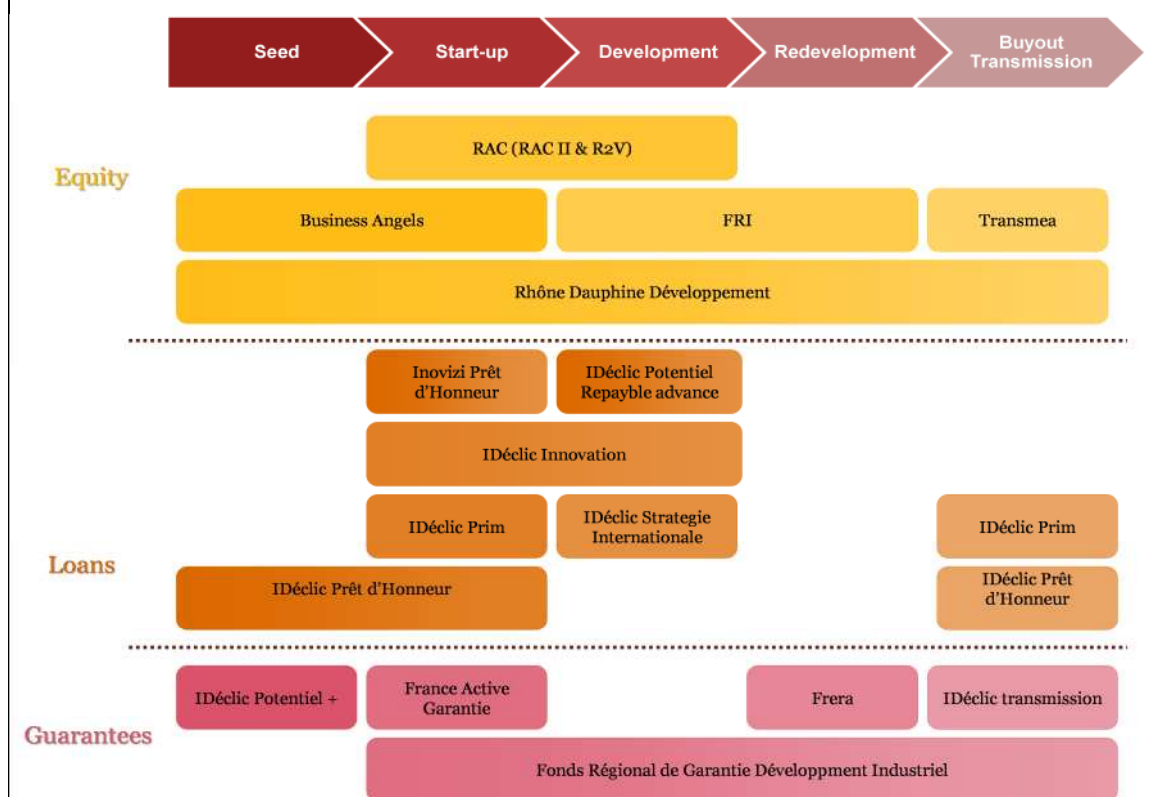 Seed
Start-up
Development
Redevelopment
Buyout
Transmission
Equity
RAC (RAC II & R2V)
Business Angels
FRI
Transmea
Rhône Dauphine Développement
Loans
Inovizi Prêt
d'Honneur
IDéclic Potentiel
Repayble advance
IDéclic Innovation
IDéclic Prim
IDéclic Strategie
Internationale
IDéclic Prim
IDéclic Prêt d'Honneur
IDéclic Prêt
d'Honneur
Guarantees
IDéclic Potentiel +
France Active
Garantie
Frera
IDéclic transmission
Fonds Régional de Garantie Développment Industriel